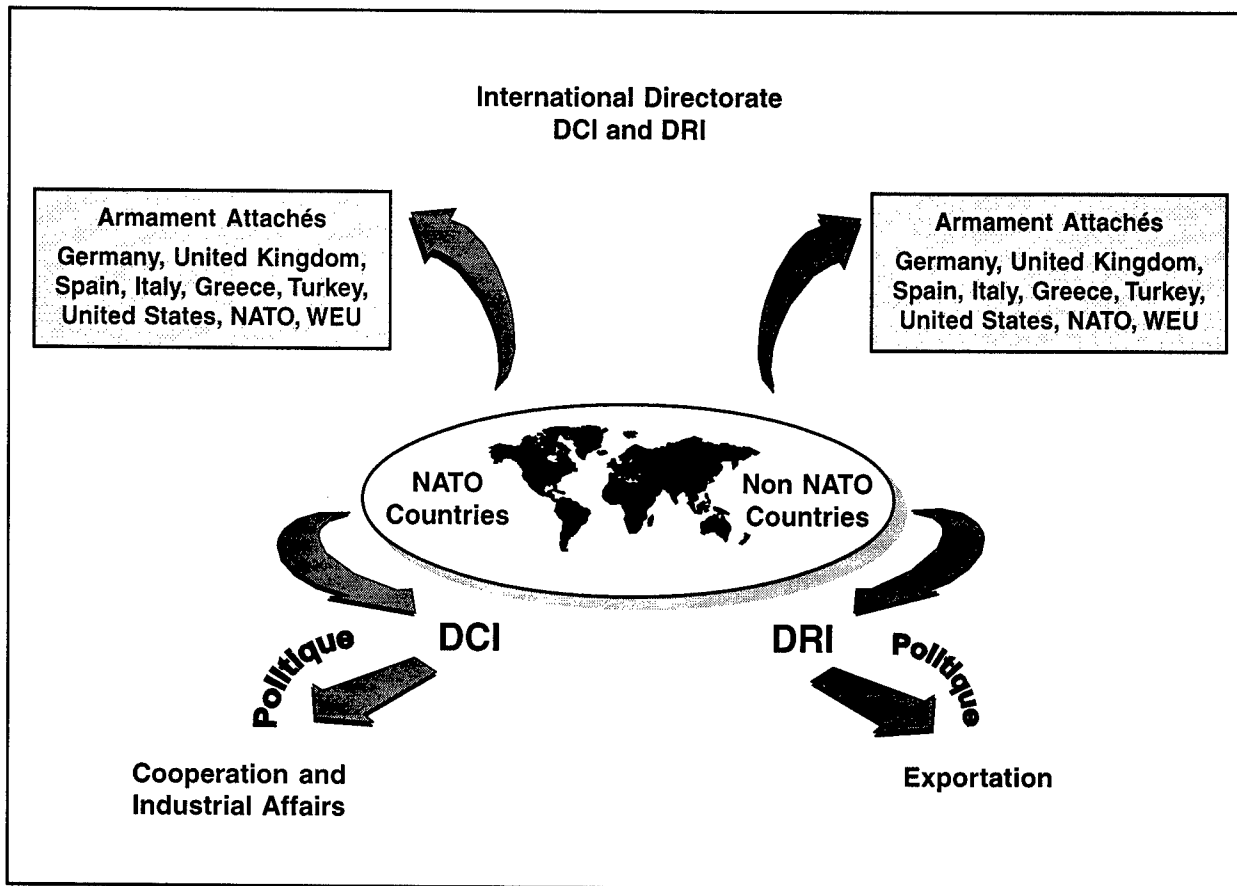 International Directorate
DCI and DRI
Armament Attachés
Germany, United Kingdom,
Spain, Italy, Greece, Turkey,
United States, NATO, WEU
Armament Attachés
Germany, United Kingdom,
Spain, Italy, Greece, Turkey,
United States, NATO, WEU
NATO
Countries
Non NATO
Countries
DCI
DRI
Politique
Politique
Cooperation and
Industrial Affairs
Exportation